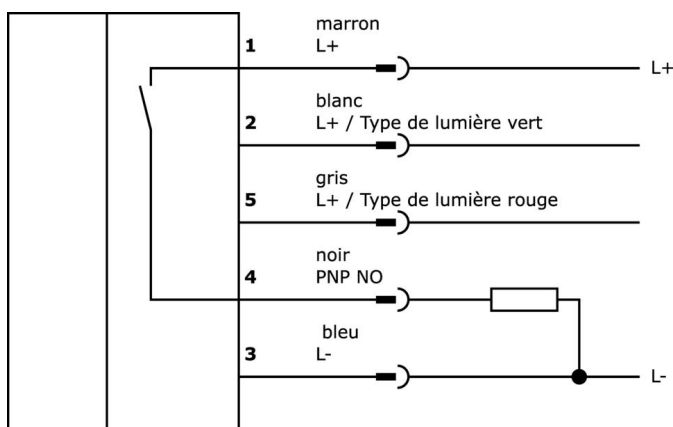 marron
1 L+
L+
blanc
2 L+ / Type de lumière vert
gris
5 L+ / Type de lumière rouge
noir
4 PNP NO
bleu
3 L-
L-